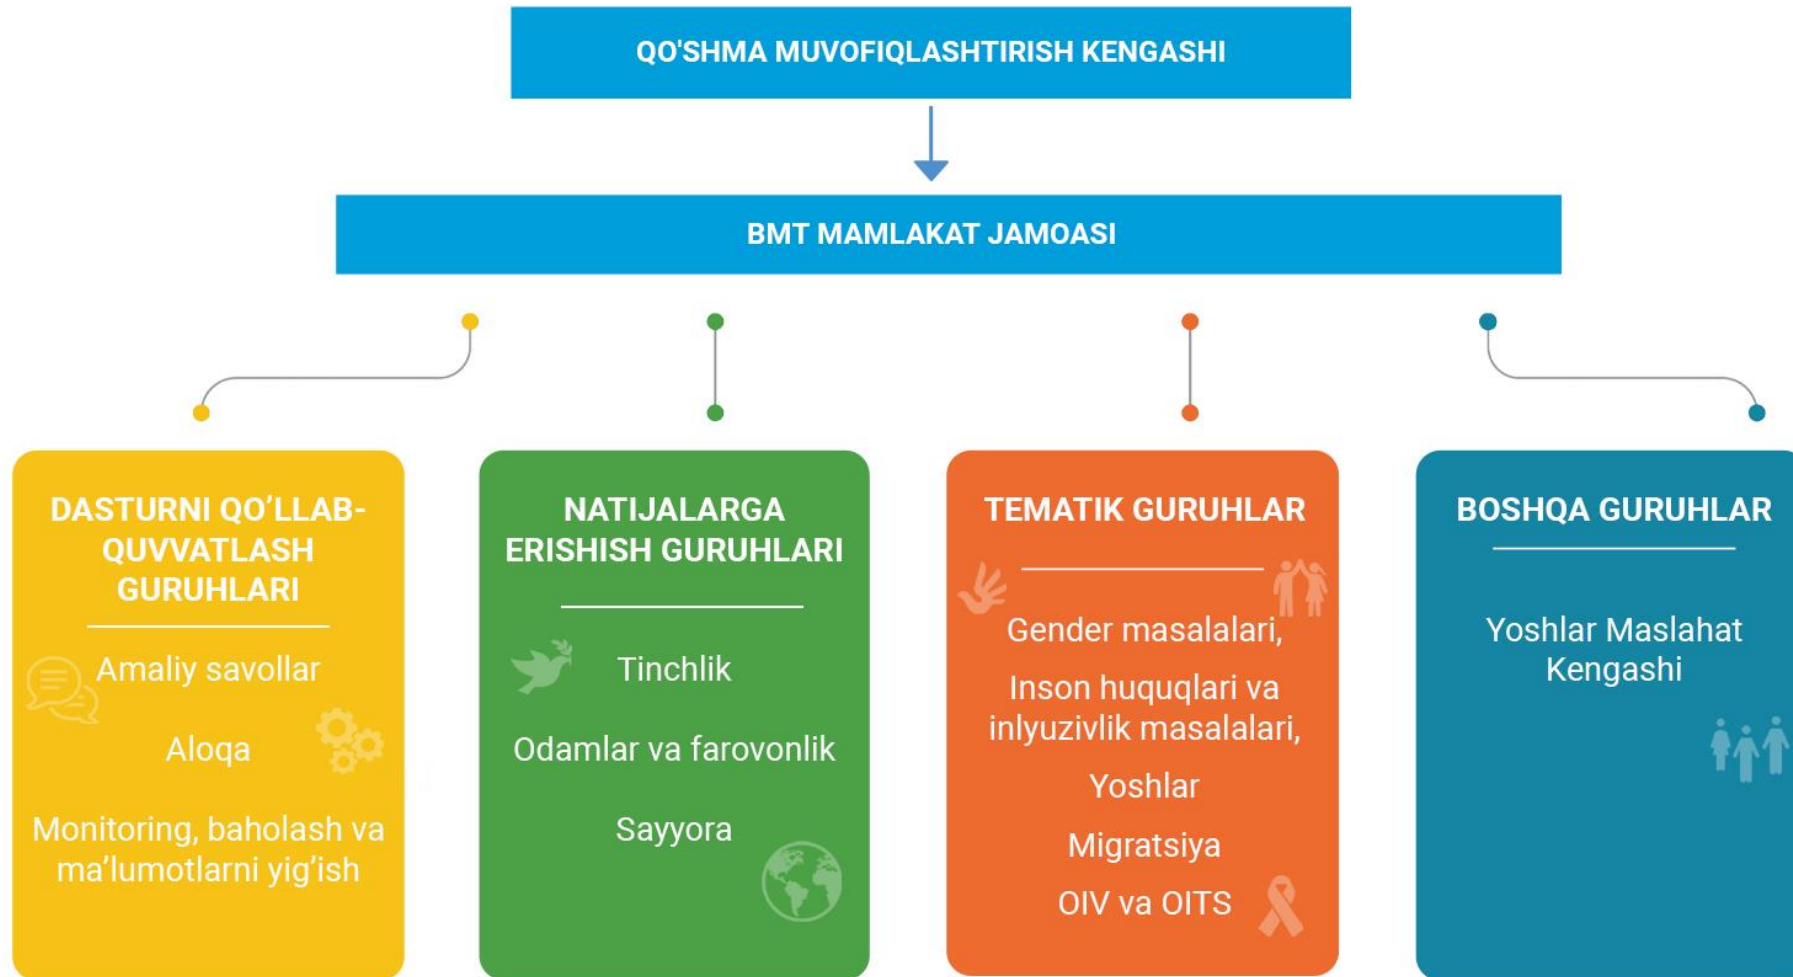 QO'SHMA MUVOFIQLASHTIRISH KENGASHI
BMT MAMLAKAT JAMOASI
DASTURNI QO’LLAB-
QUVVATLASH
GURUHLARI
Amaliy savollar
Aloqa
Monitoring, baholash va
ma’lumotlarni yig’ish
NATIJALARGA
ERISHISH GURUHLARI
Tinchlik
Odamlar va farovonlik
Sayyora
TEMATIK GURUHLAR
Gender masalalari,
Inson huquqlari va
inlyuzivlik masalalari,
Yoshlar
Migratsiya
OIV va OITS
BOSHQA GURUHLAR
Yoshlar Maslahat
Kengashi